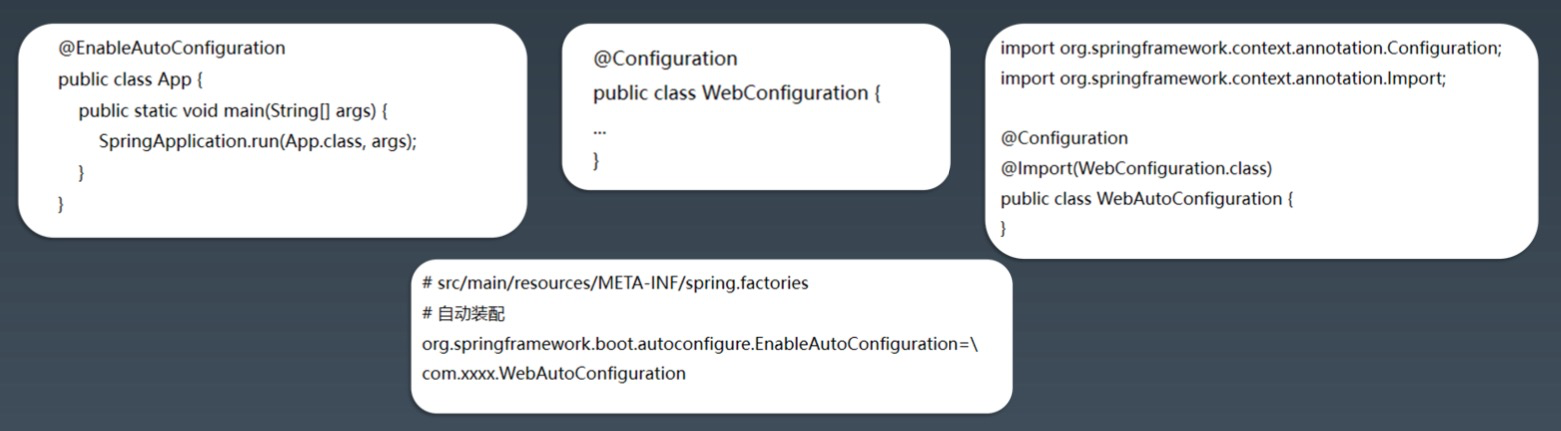 @EnableAutoConfiguration
public class App {
public static void main(String[] args) {
SpringApplication.run(App.class, args);
}
}
@Configuration
public class WebConfiguration {
...
}
import org.springframework.context.annotation.Configuration;
import org.springframework.context.annotation.Import;
@Configuration
@Import(WebConfiguration.class)
public class WebAutoConfiguration {
}
# src/main/resources/META-INF/spring.factories
# 自动装配
org.springframework.boot.autoconfigure.EnableAutoConfiguration=\
com.xxxx.WebAutoConfiguration